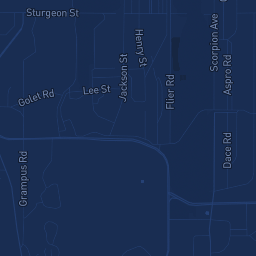 Sturgeon St
Scorpion Ave
Henry St
Jackson St
Aspro Rd
Flier Rd
Lee St
Golet Rd
Dace Rd
Grampus Rd